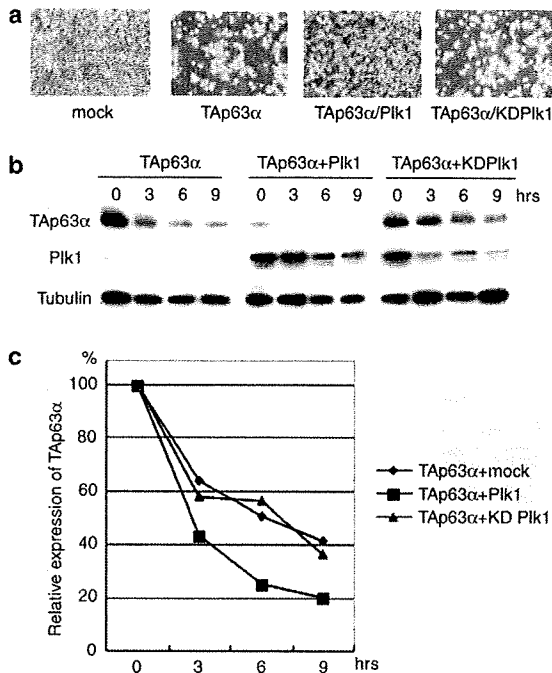 a
mock TAp63α TAp63α/Plk1 TAp63α/KDPlk1
b
TAp63α TAp63α+Plk1 TAp63α+KDPlk1
0 3 6 9 0 3 6 9 0 3 6 9 hrs
TAp63α
Plk1
Tubulin
c
%
100
80
60
40
20
0
Relative expression of TAp63α
0 3 6 9 hrs
TAp63α+mock
TAp63α+Plk1
TAp63α+KD Plk1